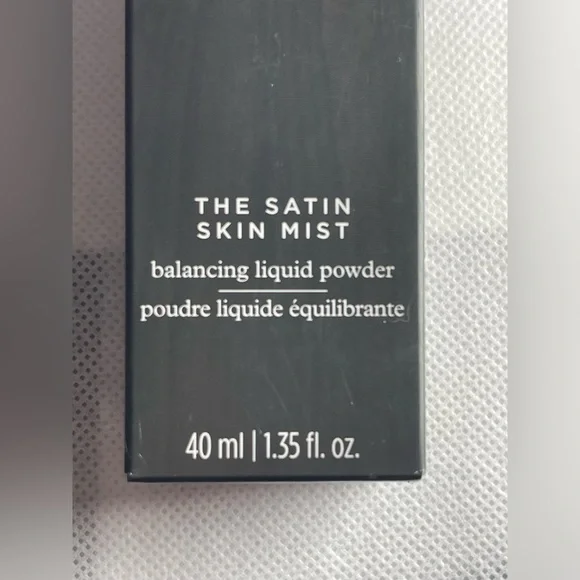 THE SATIN
SKIN MIST
balancing liquid powder
poudre liquide équilibrante
40 ml | 1.35 fl. oz.